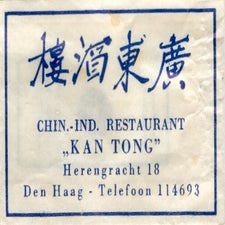 廣東酒樓
CHIN.-IND. RESTAURANT
„KAN TONG”
Herengracht 18
Den Haag - Telefoon 114693